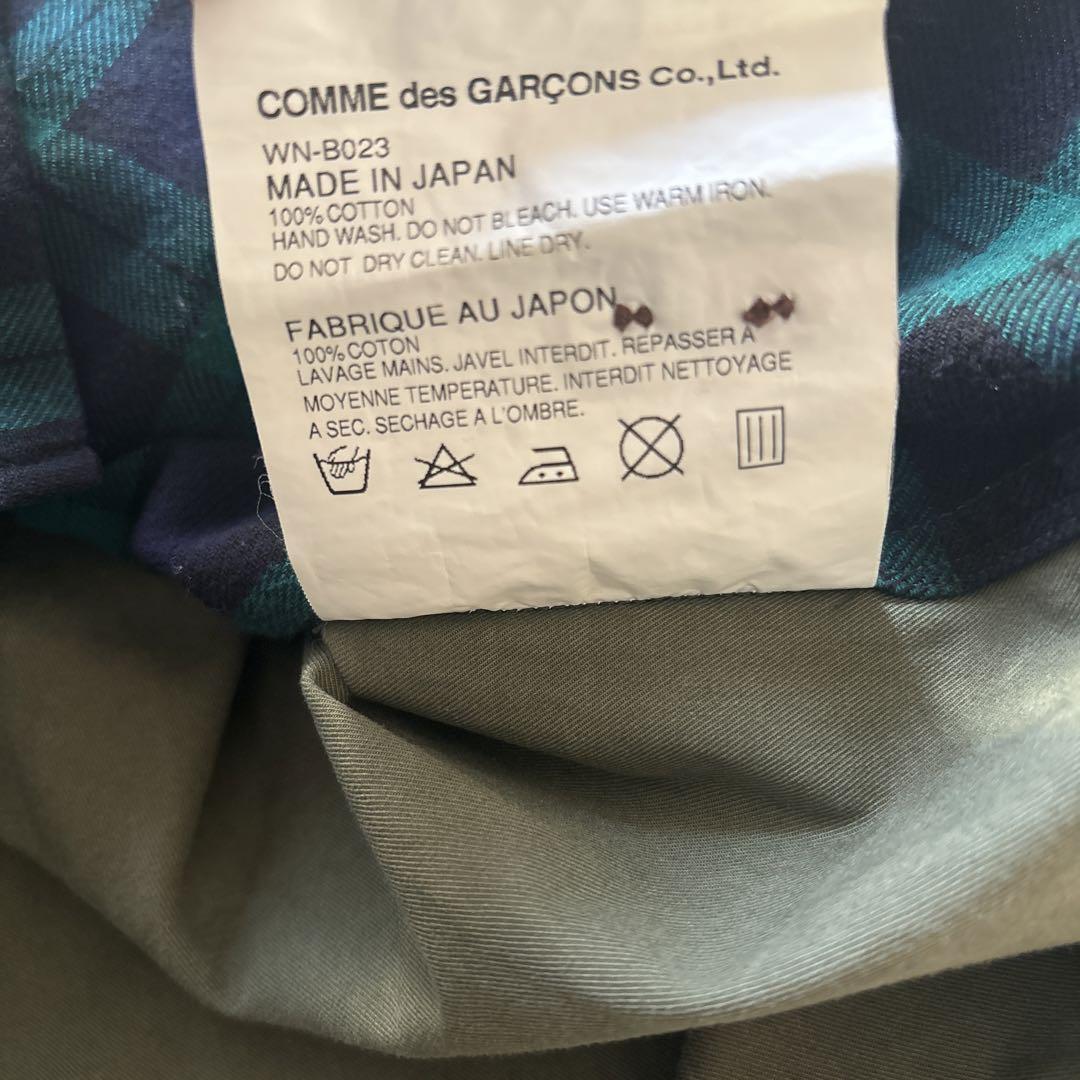 COMME des GARÇONS Co.,Ltd.
WN-B023
MADE IN JAPAN
100% COTTON
HAND WASH. DO NOT BLEACH. USE WARM IRON.
DO NOT DRY CLEAN. LINE DRY.
FABRIQUE AU JAPON
100% COTON
LAVAGE MAINS. JAVEL INTERDIT. REPASSER A
MOYENNE TEMPERATURE. INTERDIT NETTOYAGE
A SEC. SECHAGE A L'OMBRE.